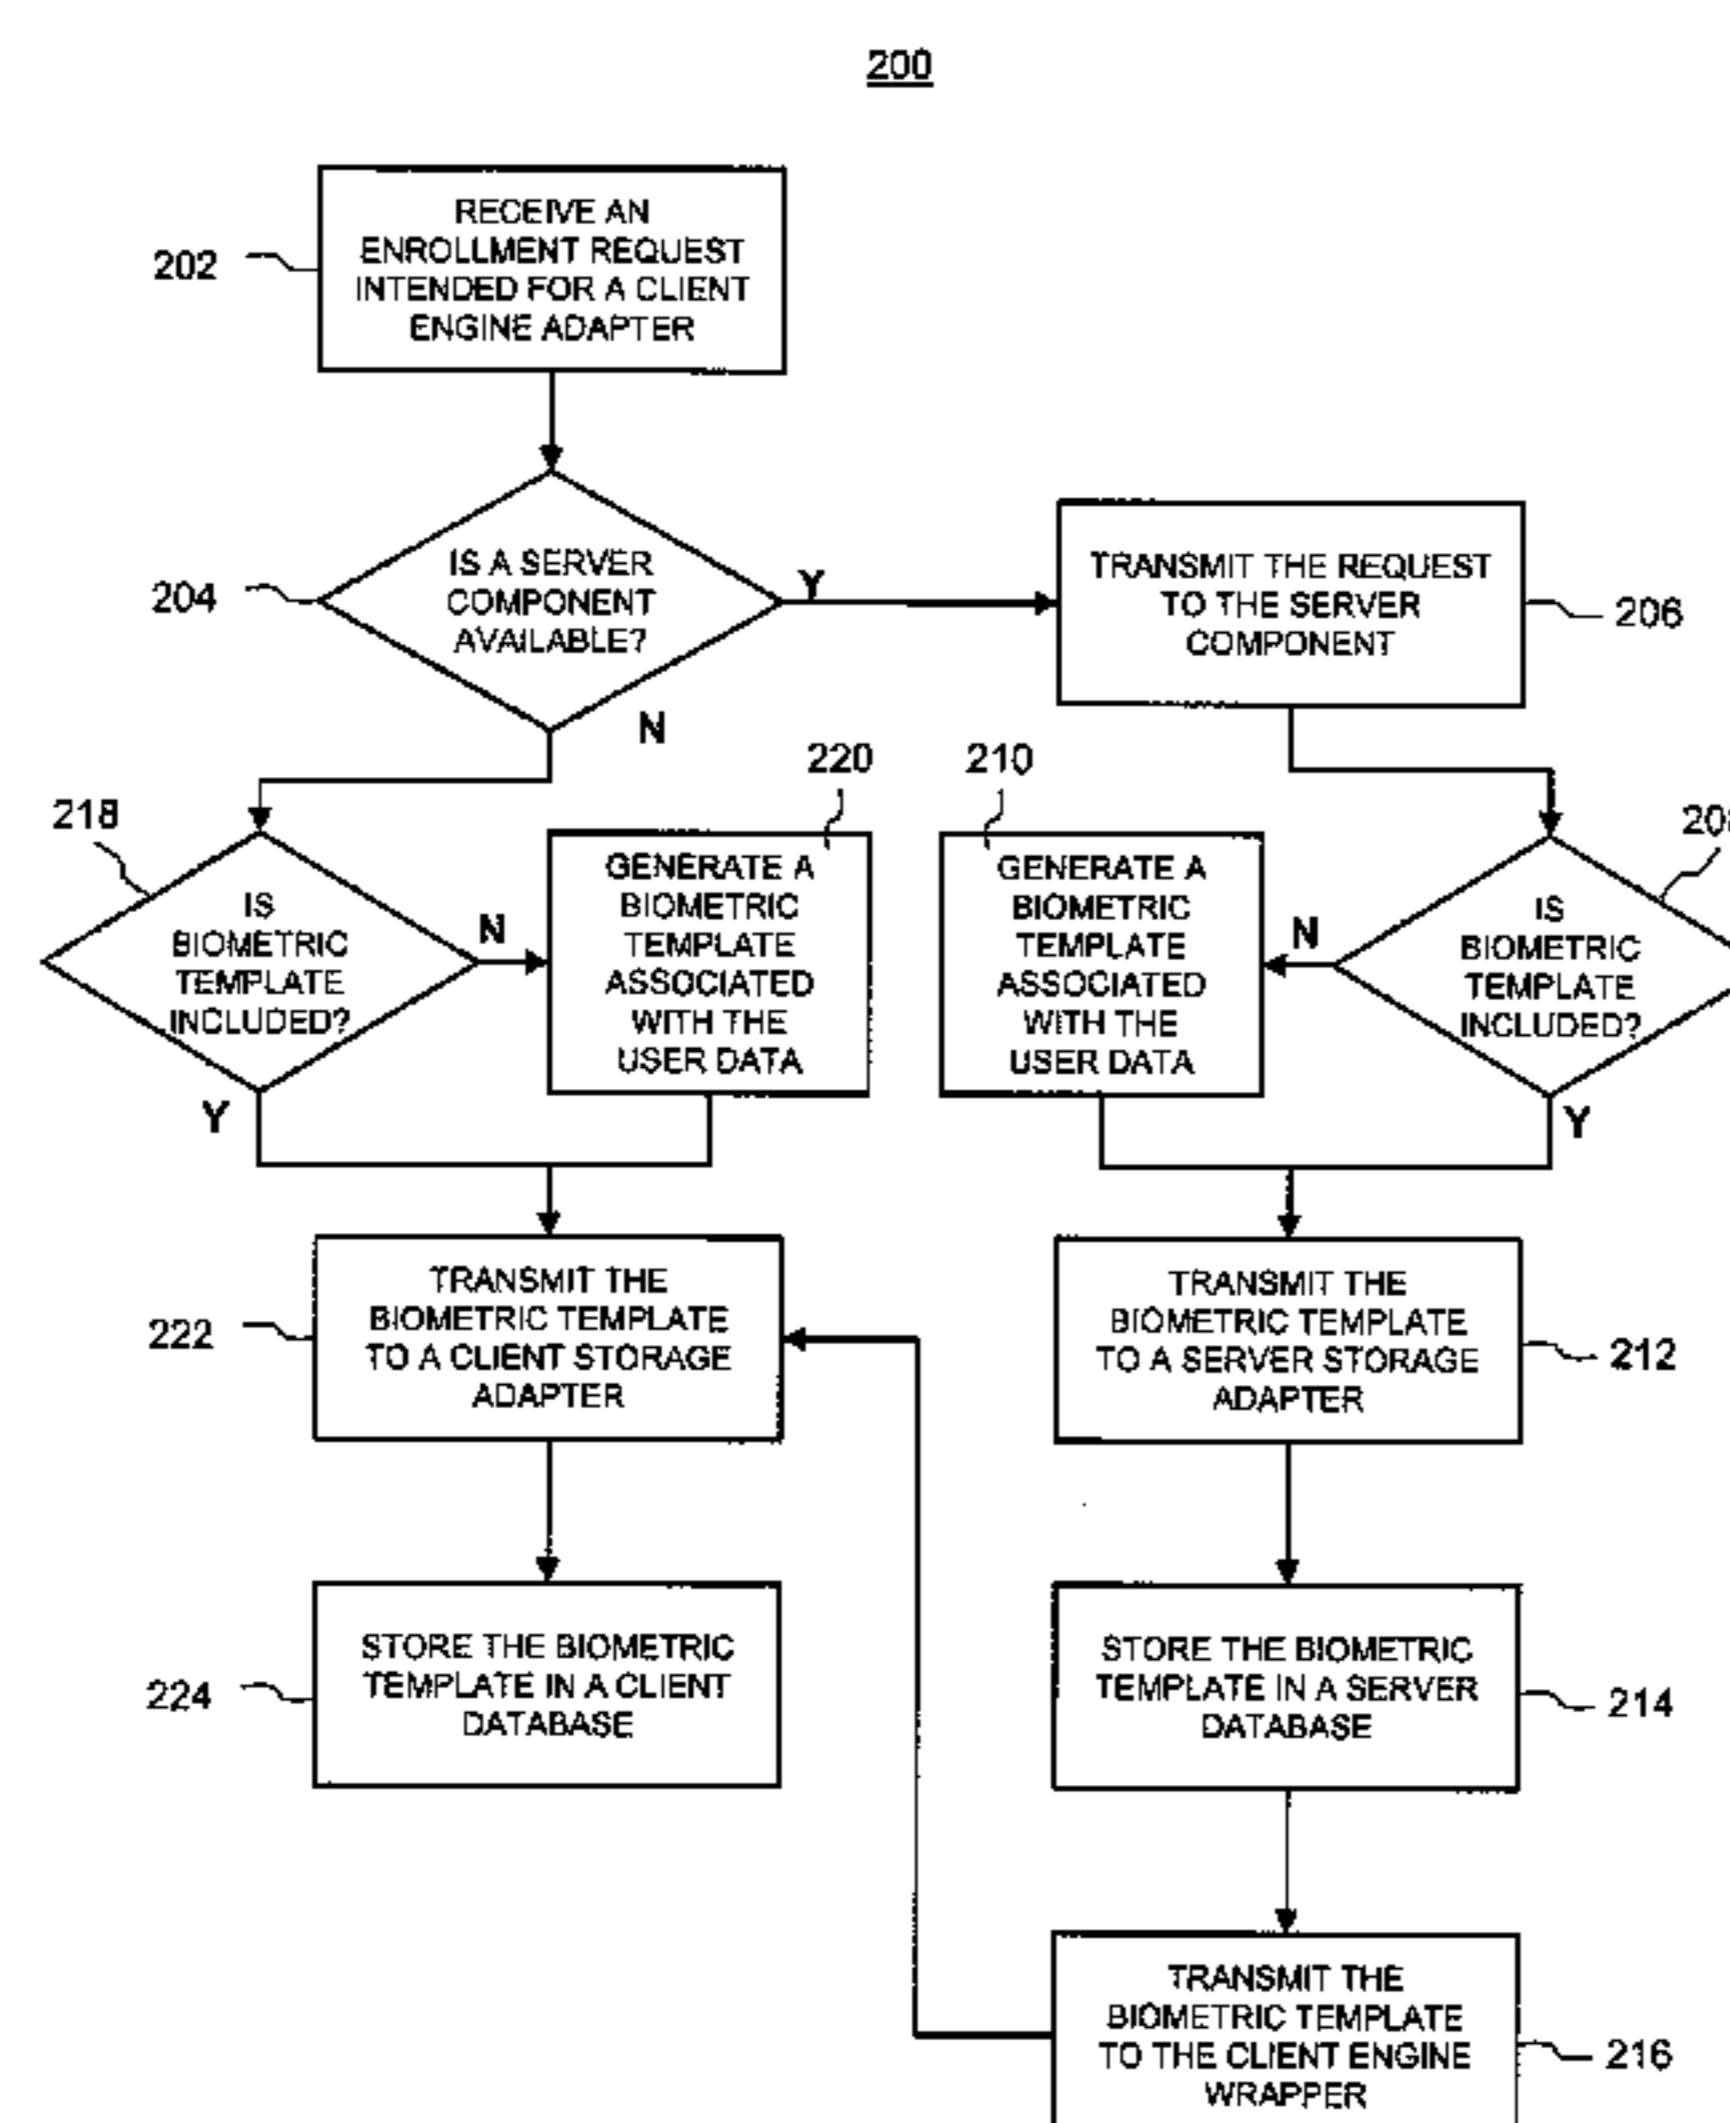 200
RECEIVE AN
ENROLLMENT REQUEST
INTENDED FOR A CLIENT
ENGINE ADAPTER
202
IS A SERVER
COMPONENT
AVAILABLE?
204
Y
N
TRANSMIT THE REQUEST
TO THE SERVER
COMPONENT
206
218
IS
BIOMETRIC
TEMPLATE
INCLUDED?
N
Y
220
GENERATE A
BIOMETRIC
TEMPLATE
ASSOCIATED
WITH THE
USER DATA
210
GENERATE A
BIOMETRIC
TEMPLATE
ASSOCIATED
WITH THE
USER DATA
N
IS
BIOMETRIC
TEMPLATE
INCLUDED?
Y
222
TRANSMIT THE
BIOMETRIC TEMPLATE
TO A CLIENT STORAGE
ADAPTER
TRANSMIT THE
BIOMETRIC TEMPLATE
TO A SERVER STORAGE
ADAPTER
212
224
STORE THE BIOMETRIC
TEMPLATE IN A CLIENT
DATABASE
STORE THE BIOMETRIC
TEMPLATE IN A SERVER
DATABASE
214
TRANSMIT THE
BIOMETRIC TEMPLATE
TO THE CLIENT ENGINE
WRAPPER
216